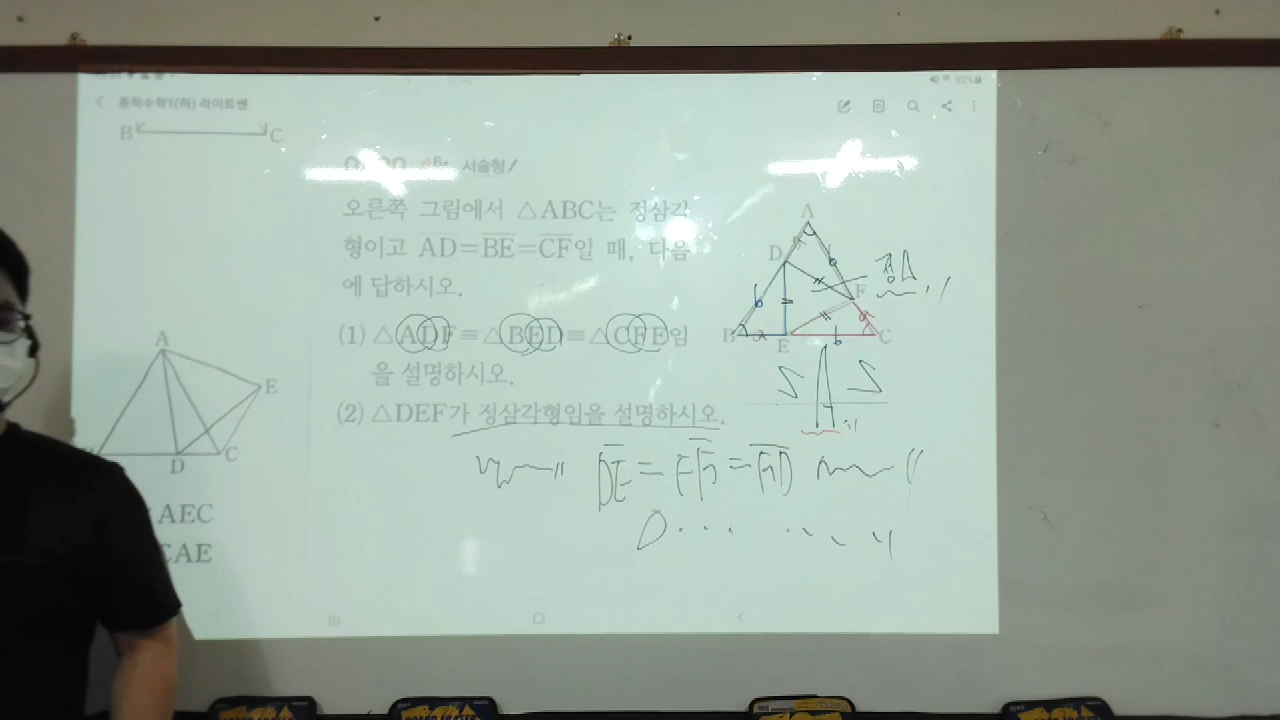 중학수학1(하) 라이트쎈
B C
서술형
오른쪽 그림에서 △ABC는 정삼각
형이고 AD=BE=CF일 때, 다음
에 답하시오.
(1) △ADF≡△BED≡△CFE임
을 설명하시오.
(2) △DEF가 정삼각형임을 설명하시오.
A
D
F
B E C
a
b
b
a
b
a
정△
DE = EF = FD
A
E
D C
AEC
CAE